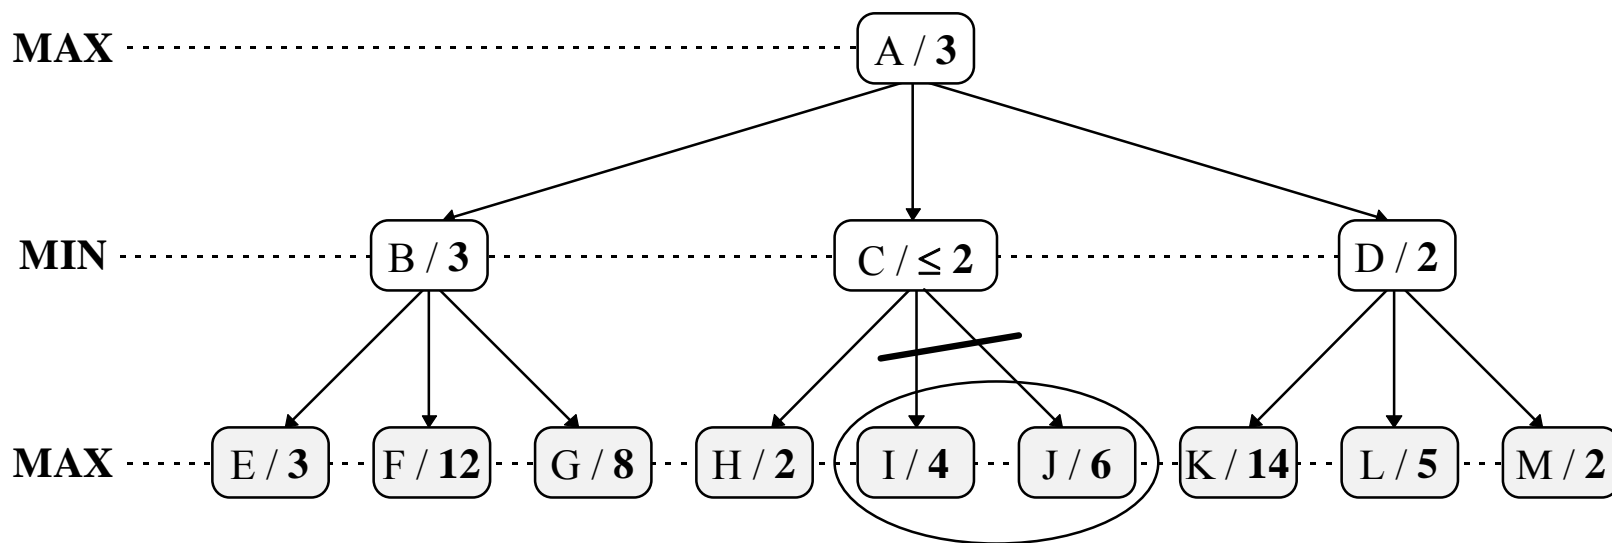 MAX A / 3
MIN B / 3 C / ≤ 2 D / 2
MAX E / 3 F / 12 G / 8 H / 2 I / 4 J / 6 K / 14 L / 5 M / 2